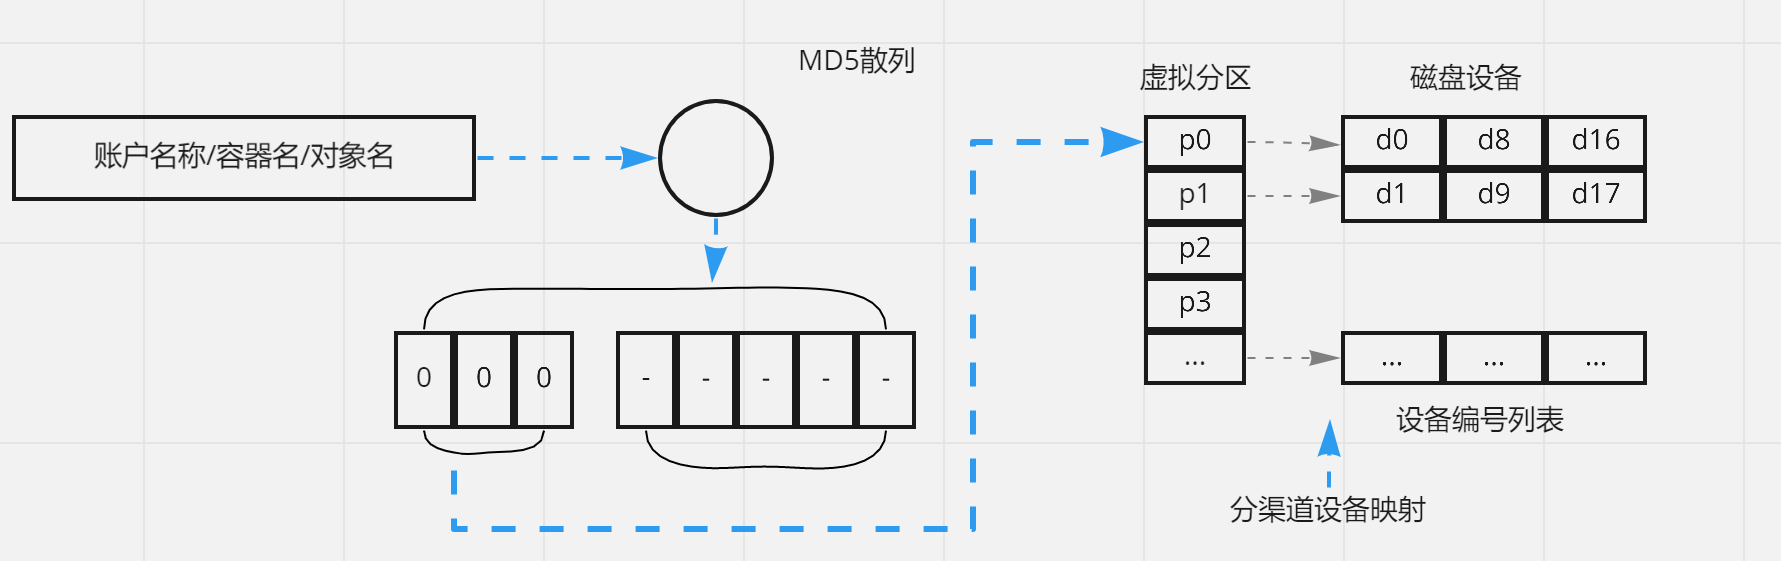 MD5散列
账户名称/容器名/对象名
0 0 0 - - - - -
虚拟分区 磁盘设备
p0 d0 d8 d16
p1 d1 d9 d17
p2
p3
... ... ... ...
设备编号列表
分渠道设备映射